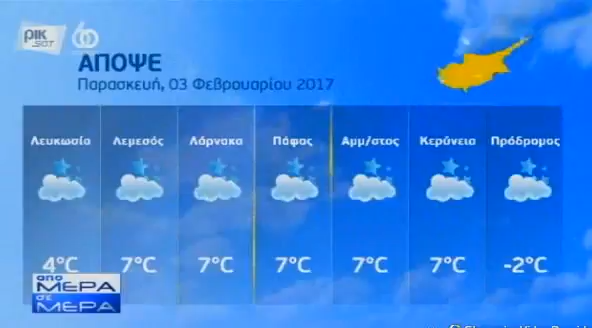 ΡΙΚ
SAT
60
ΑΠΟΨΕ
Παρασκευή, 03 Φεβρουαρίου 2017
Λευκωσία Λεμεσός Λάρνακα Πάφος Αμμ/στος Κερύνεια Πρόδρομος
4°C 7°C 7°C 7°C 7°C 7°C -2°C
από
ΜΕΡΑ
σε
ΜΕΡΑ